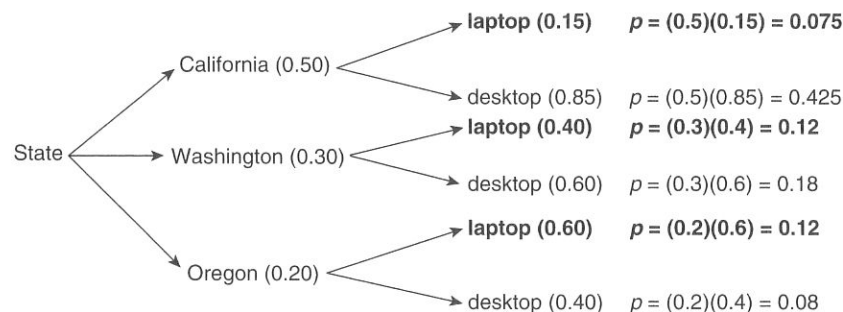 laptop (0.15) p = (0.5)(0.15) = 0.075
California (0.50)
desktop (0.85) p = (0.5)(0.85) = 0.425
laptop (0.40) p = (0.3)(0.4) = 0.12
State
Washington (0.30)
desktop (0.60) p = (0.3)(0.6) = 0.18
laptop (0.60) p = (0.2)(0.6) = 0.12
Oregon (0.20)
desktop (0.40) p = (0.2)(0.4) = 0.08